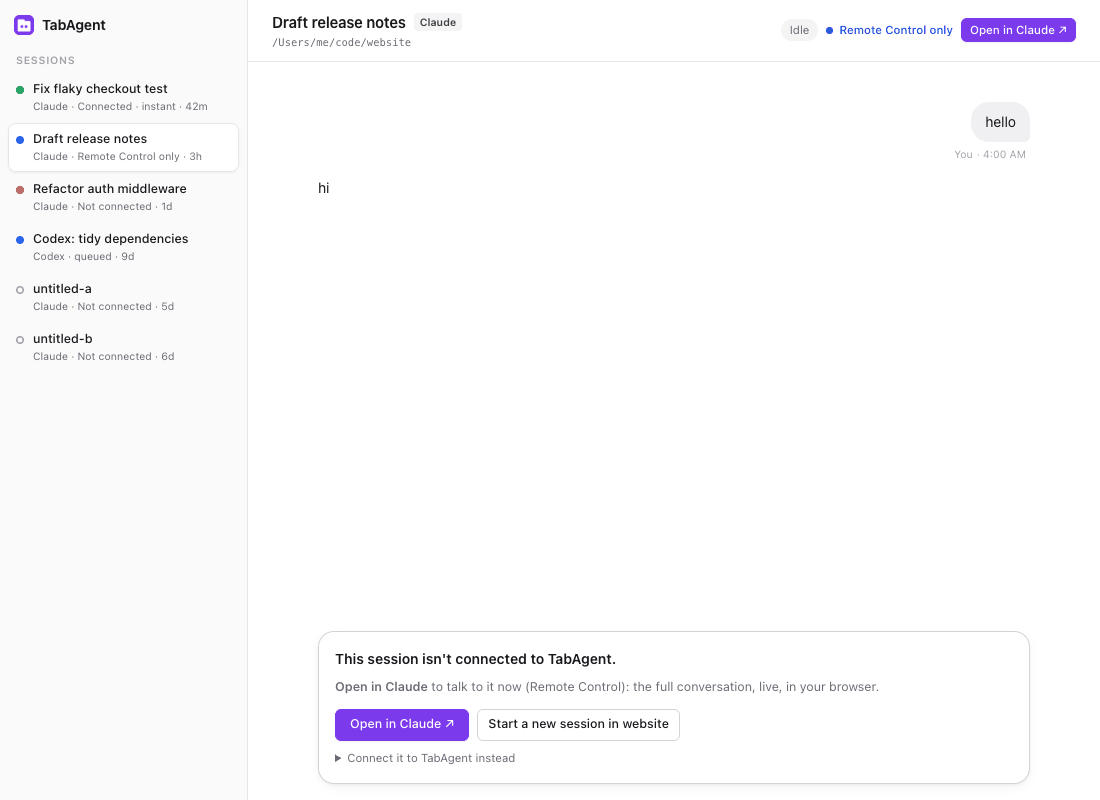 TabAgent
SESSIONS
Fix flaky checkout test
Claude · Connected · instant · 42m
Draft release notes
Claude · Remote Control only · 3h
Refactor auth middleware
Claude · Not connected · 1d
Codex: tidy dependencies
Codex · queued · 9d
untitled-a
Claude · Not connected · 5d
untitled-b
Claude · Not connected · 6d
Draft release notes Claude
/Users/me/code/website
Idle Remote Control only Open in Claude ↗
hello
You · 4:00 AM
hi
This session isn't connected to TabAgent.
Open in Claude to talk to it now (Remote Control): the full conversation, live, in your browser.
Open in Claude ↗ Start a new session in website
▶ Connect it to TabAgent instead